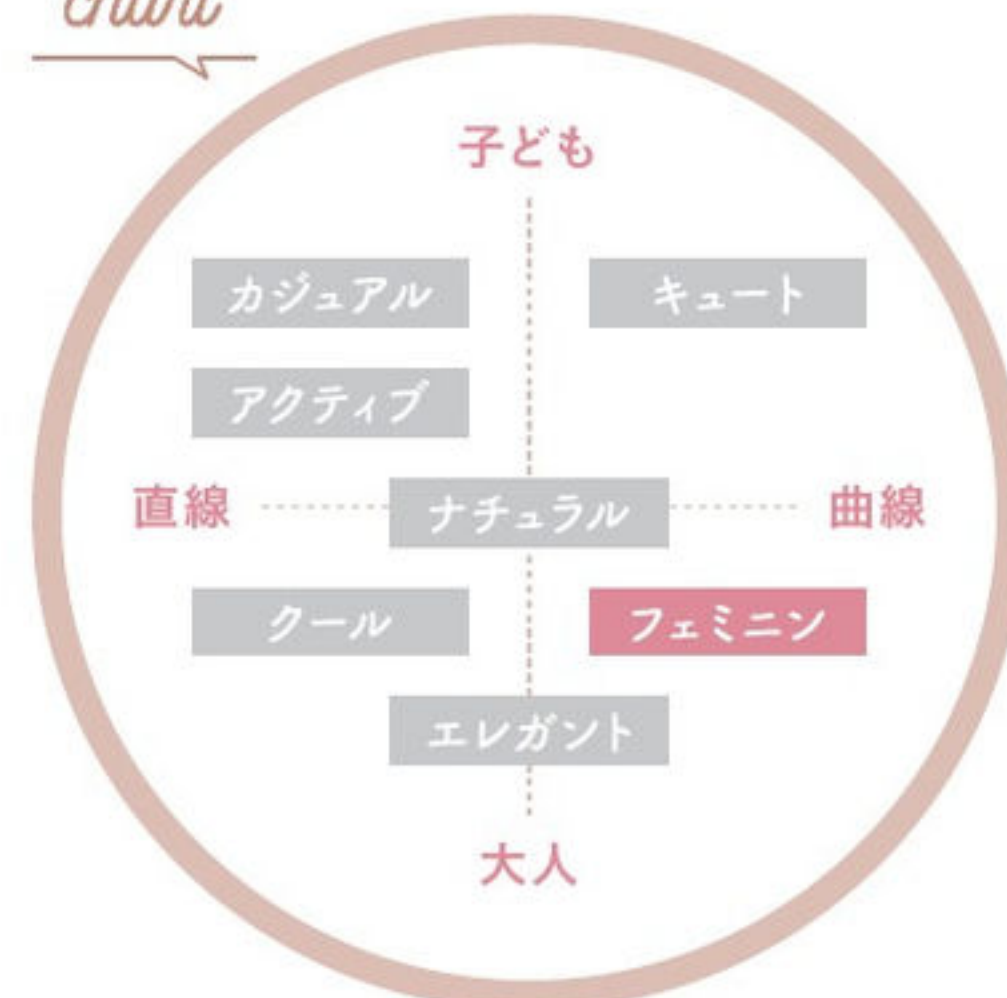 chart
子ども
カジュアル
キュート
アクティブ
直線
ナチュラル
曲線
クール
フェミニン
エレガント
大人